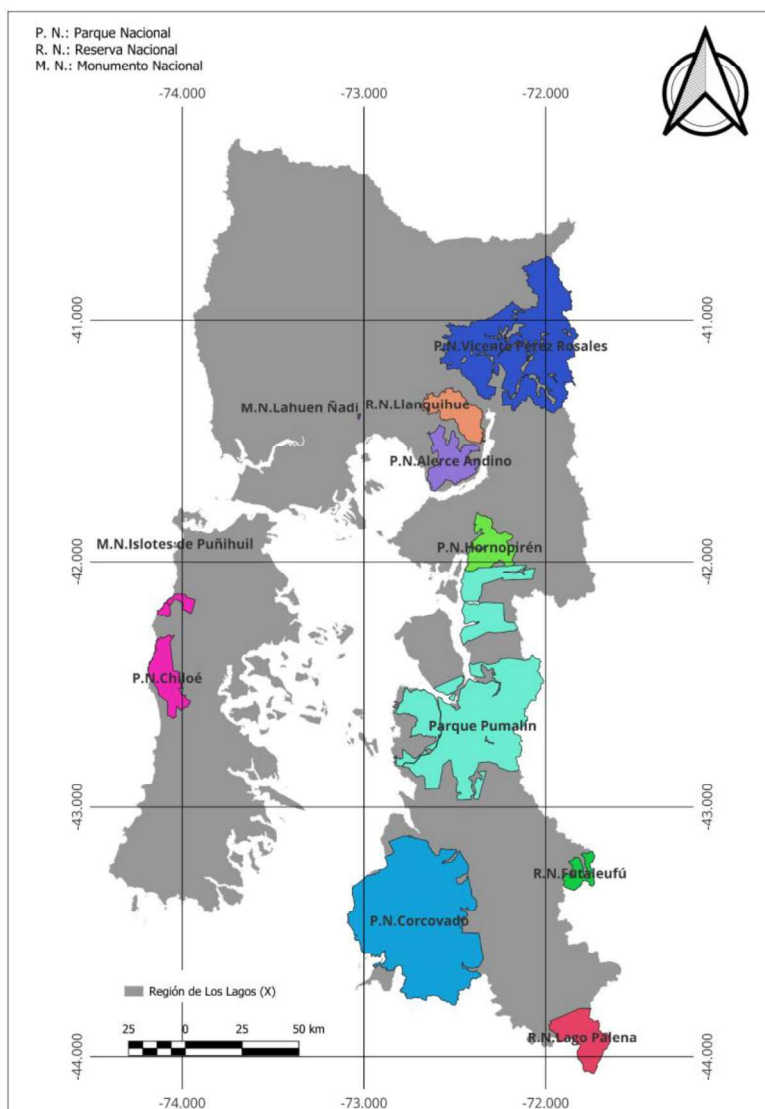 P. N.: Parque Nacional
R. N.: Reserva Nacional
M. N.: Monumento Nacional
-74.000 -73.000 -72.000
-41.000 -41.000
P.N.Vicente Pérez Rosales
M.N.Lahuen Ñadi R.N.Llanquihue
P.N.Alerce Andino
M.N.Islotes de Puñihuil P.N.Hornopirén
-42.000 -42.000
P.N.Chiloé
Parque Pumalín
-43.000 -43.000
R.N.Futaleufú
P.N.Corcovado
Región de Los Lagos (X)
25 0 25 50 km
R.N.Lago Palena
-44.000 -44.000
-74.000 -73.000 -72.000